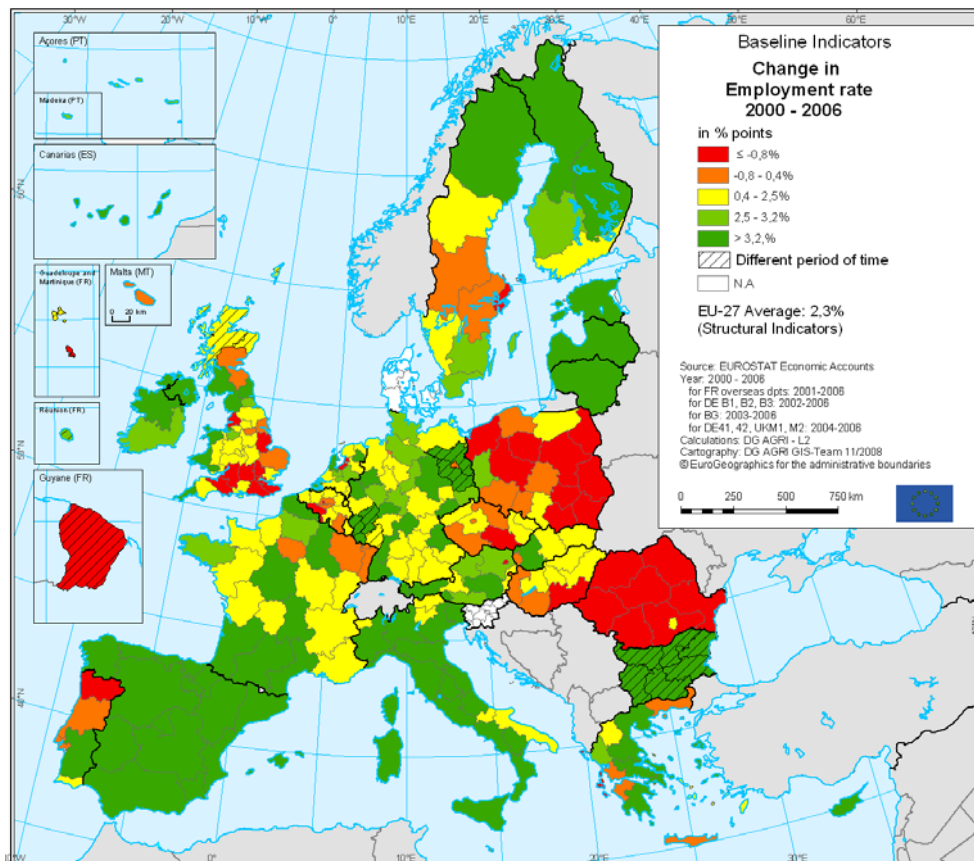 30°W
20°W
10°W
0°
10°E
20°E
30°E
40°E
50°E
60°E
Açores (PT)
Madeira (PT)
Canarias (ES)
Guadeloupe and
Martinique (FR)
Malta (MT)
0 20 km
Réunion (FR)
Guyane (FR)
60°N
50°N
40°N
0°
10°E
20°E
30°E
Baseline Indicators
Change in
Employment rate
2000 - 2006
in % points
≤ -0,8%
-0,8 - 0,4%
0,4 - 2,5%
2,5 - 3,2%
> 3,2,%
Different period of time
N.A
EU-27 Average: 2,3%
(Structural Indicators)
Source: EUROSTAT Economic Accounts
Year: 2000 - 2006
for FR overseas dpts: 2001-2006
for DE B1, B2, B3: 2002-2006
for BG: 2003-2006
for DE41, 42, UKM1, M2: 2004-2006
Calculations: DG AGRI - L2
Cartography: DG AGRI GIS-Team 11/2008
© EuroGeographics for the administrative boundaries
0 250 500 750 km